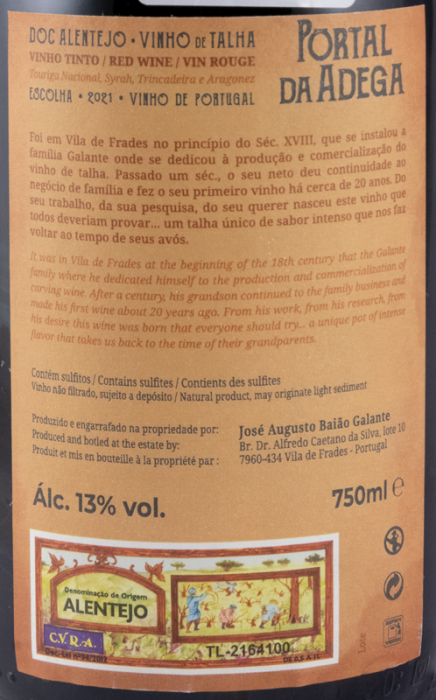 DOC ALENTEJO • VINHO DE TALHA
VINHO TINTO / RED WINE / VIN ROUGE
Touriga Nacional, Syrah, Trincadeira e Aragonez
ESCOLHA • 2021 • VINHO DE PORTUGAL
PORTAL
DA ADEGA
Foi em Vila de Frades no princípio do Séc. XVIII, que se instalou a
família Galante onde se dedicou à produção e comercialização do
vinho de talha. Passado um séc., o seu neto deu continuidade ao
negócio de família e fez o seu primeiro vinho há cerca de 20 anos. Do
seu trabalho, da sua pesquisa, do seu querer nasceu este vinho que
todos deveriam provar... um talha único de sabor intenso que nos faz
voltar ao tempo de seus avós.
It was in Vila de Frades at the beginning of the 18th century that the Galante
family where he dedicated himself to the production and commercialization of
carving wine. After a century, his grandson continued to the family business and
made his first wine about 20 years ago. From his work, from his research, from
his desire this wine was born that everyone should try... a unique pot of intense
flavor that takes us back to the time of their grandparents.
Contém sulfitos / Contains sulfites / Contients des sulfites
Vinho não filtrado, sujeito a depósito / Natural product, may originate light sediment
Produzido e engarrafado na propriedade por:
Produced and botled at the estate by:
Produit et mis en bouteille à la propriété par :
José Augusto Baião Galante
Br. Dr. Alfredo Caetano da Silva, lote 10
7960-434 Vila de Frades - Portugal
Álc. 13% vol.
750ml ℮
Denominação de Origem
ALENTEJO
C.V.R.A.
TL-2164100
Lote